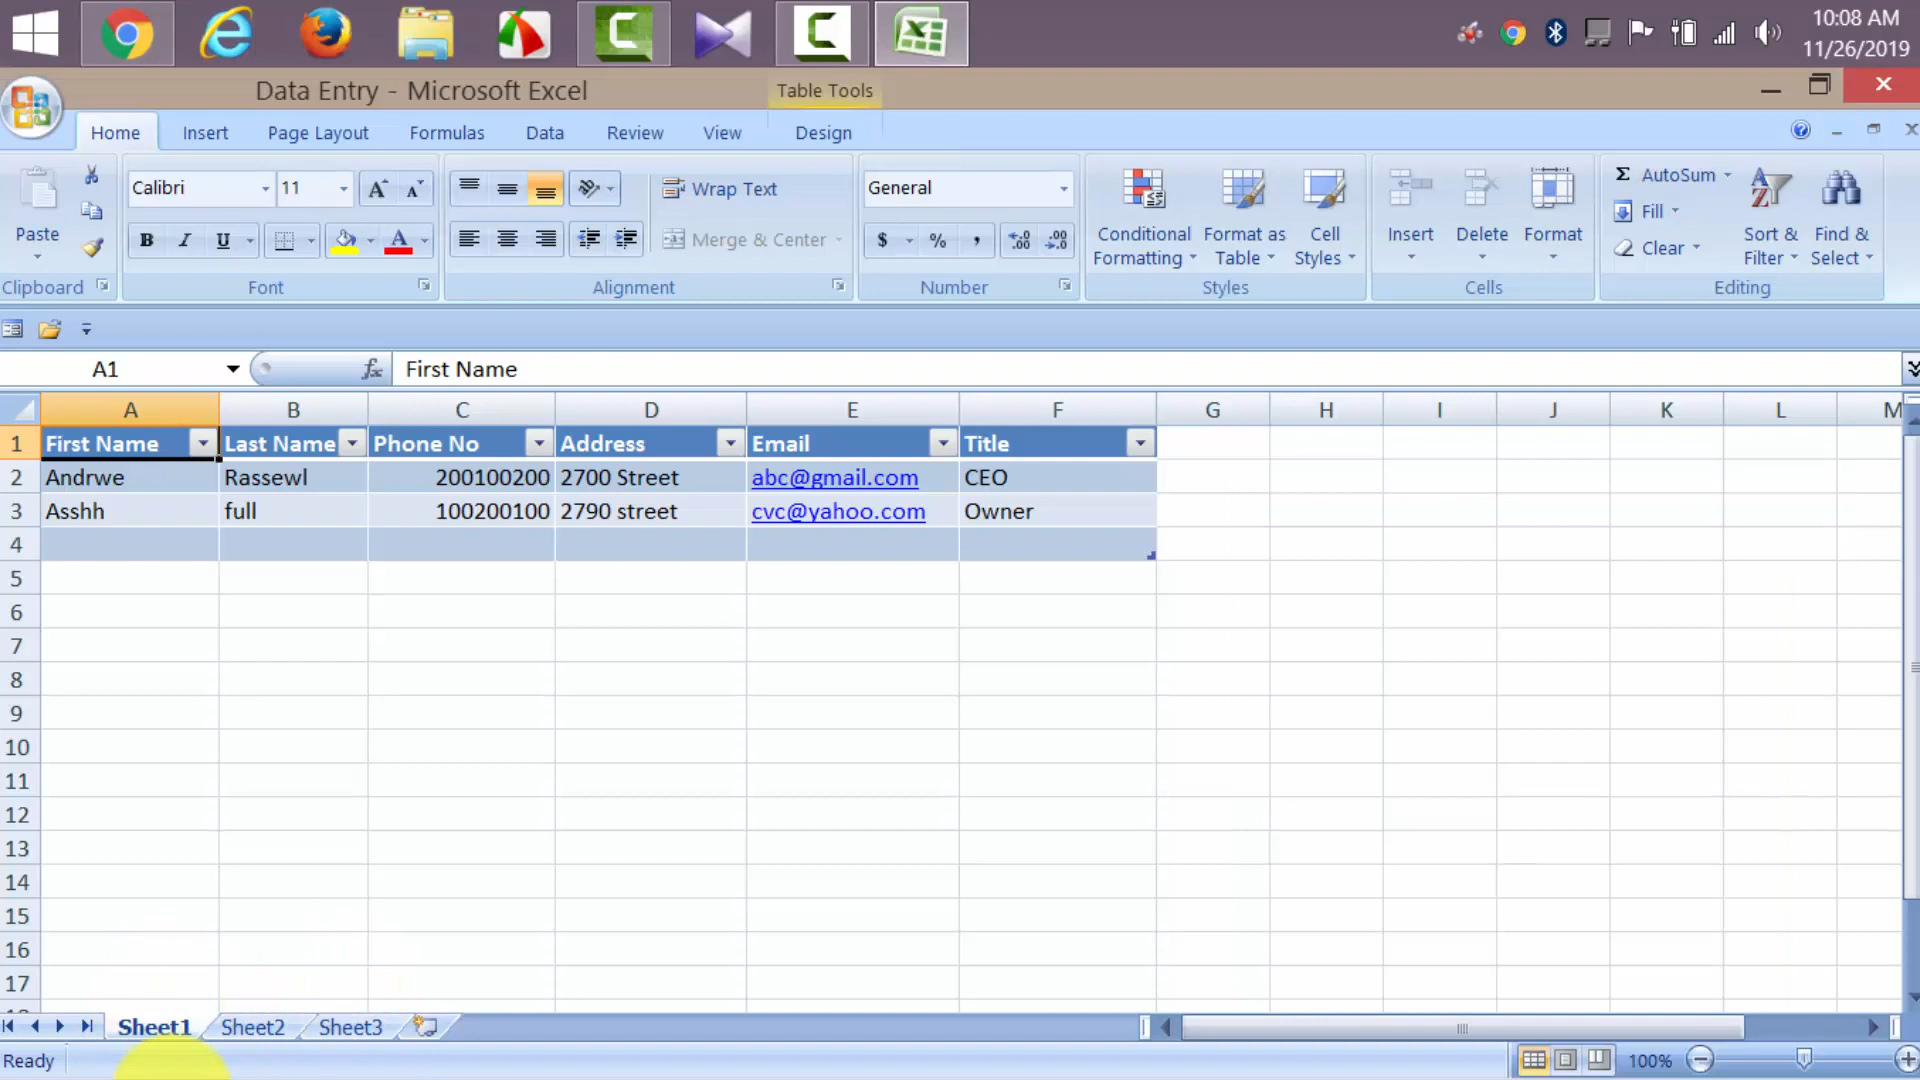 10:08 AM
11/26/2019
Data Entry - Microsoft Excel
Table Tools
Home Insert Page Layout Formulas Data Review View Design
Paste
Clipboard
Calibri 11
B I U A
Font
Wrap Text
Merge & Center
Alignment
General
$ % ,
Number
Conditional Formatting
Format as Table
Cell Styles
Styles
Insert Delete Format
Cells
Σ AutoSum
Fill
Clear
Sort & Filter
Find & Select
Editing
A1 fx First Name
A B C D E F G H I J K L M
1 First Name Last Name Phone No Address Email Title
2 Andrwe Rassewl 200100200 2700 Street abc@gmail.com CEO
3 Asshh full 100200100 2790 street cvc@yahoo.com Owner
4
5
6
7
8
9
10
11
12
13
14
15
16
17
Sheet1 Sheet2 Sheet3
Ready 100%